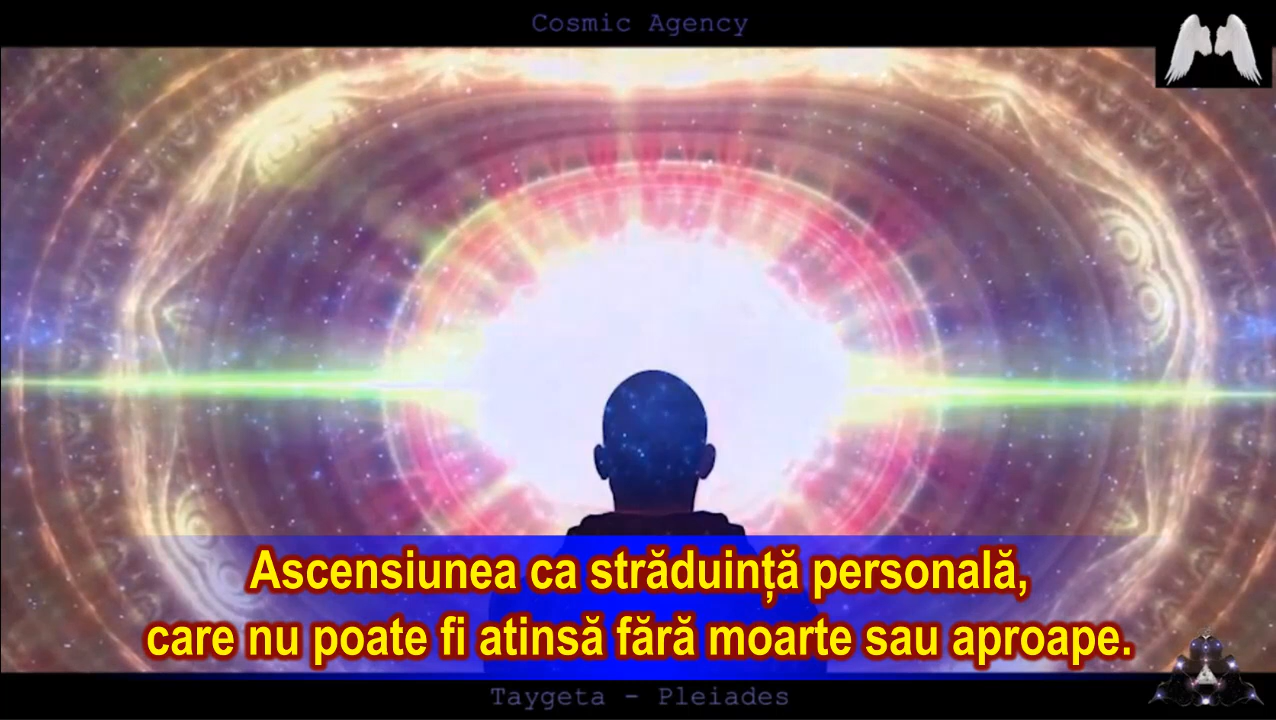 Cosmic Agency
Ascensiunea ca străduință personală,
care nu poate fi atinsă fără moarte sau aproape.
Taygeta - Pleiades